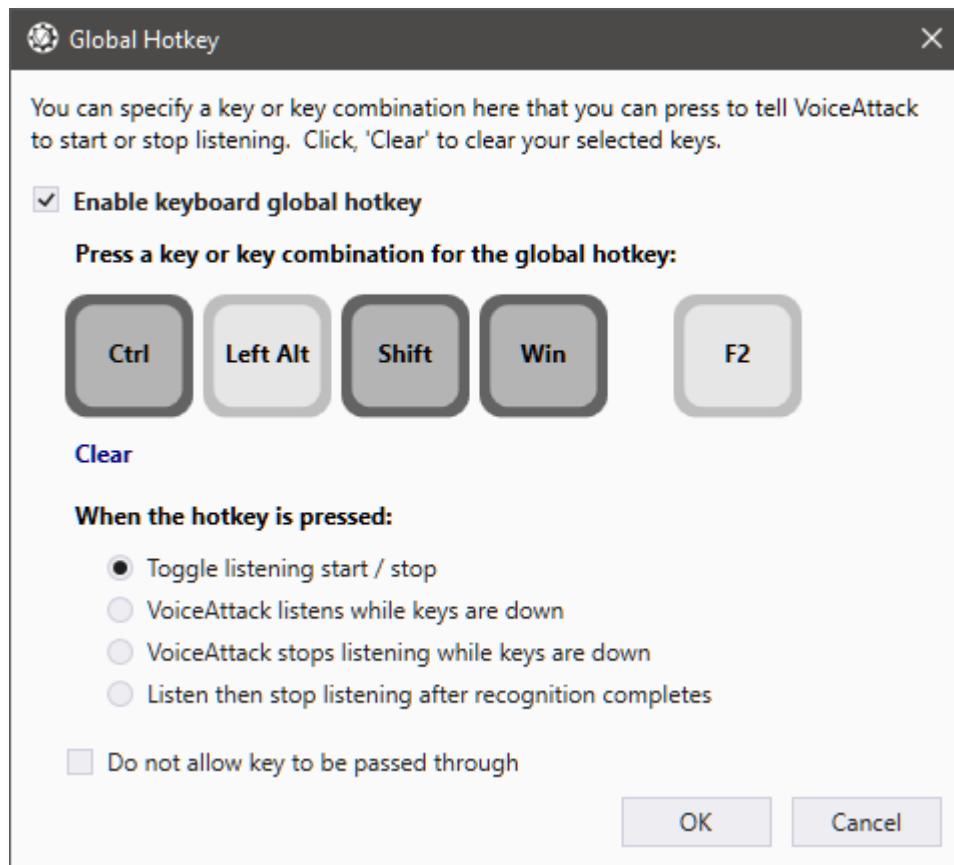 Global Hotkey
You can specify a key or key combination here that you can press to tell VoiceAttack
to start or stop listening.  Click, 'Clear' to clear your selected keys.
Enable keyboard global hotkey
Press a key or key combination for the global hotkey:
Ctrl Left Alt Shift Win F2
Clear
When the hotkey is pressed:
Toggle listening start / stop
VoiceAttack listens while keys are down
VoiceAttack stops listening while keys are down
Listen then stop listening after recognition completes
Do not allow key to be passed through
OK Cancel